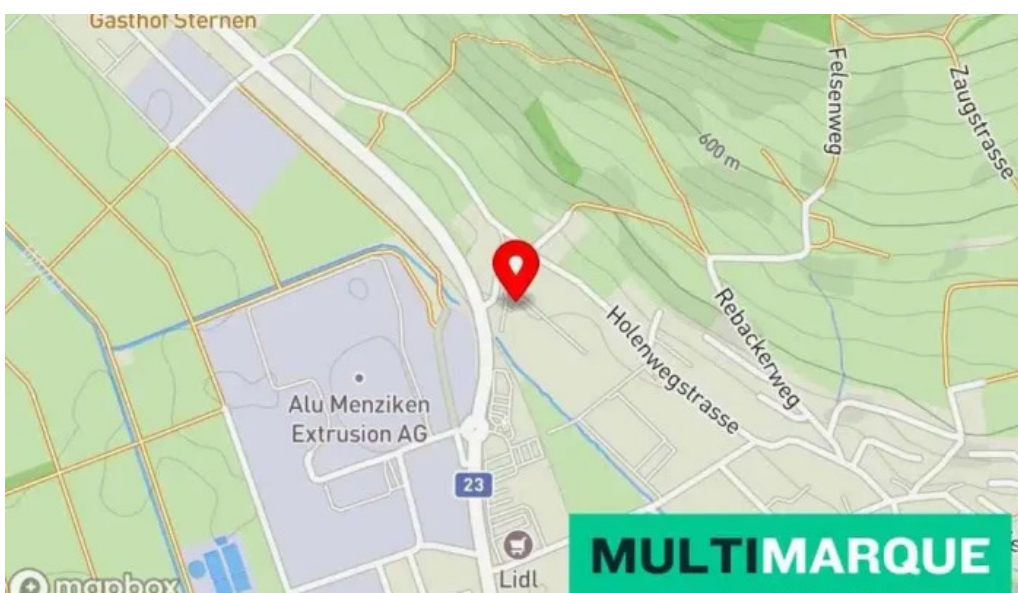 Gasthof Sternen
Felsenweg
Zaugstrasse
600 m
Holenwegstrasse
Rebackerweg
Alu Menziken
Extrusion AG
23
MULTIMARQUE
Lidl
mapbox